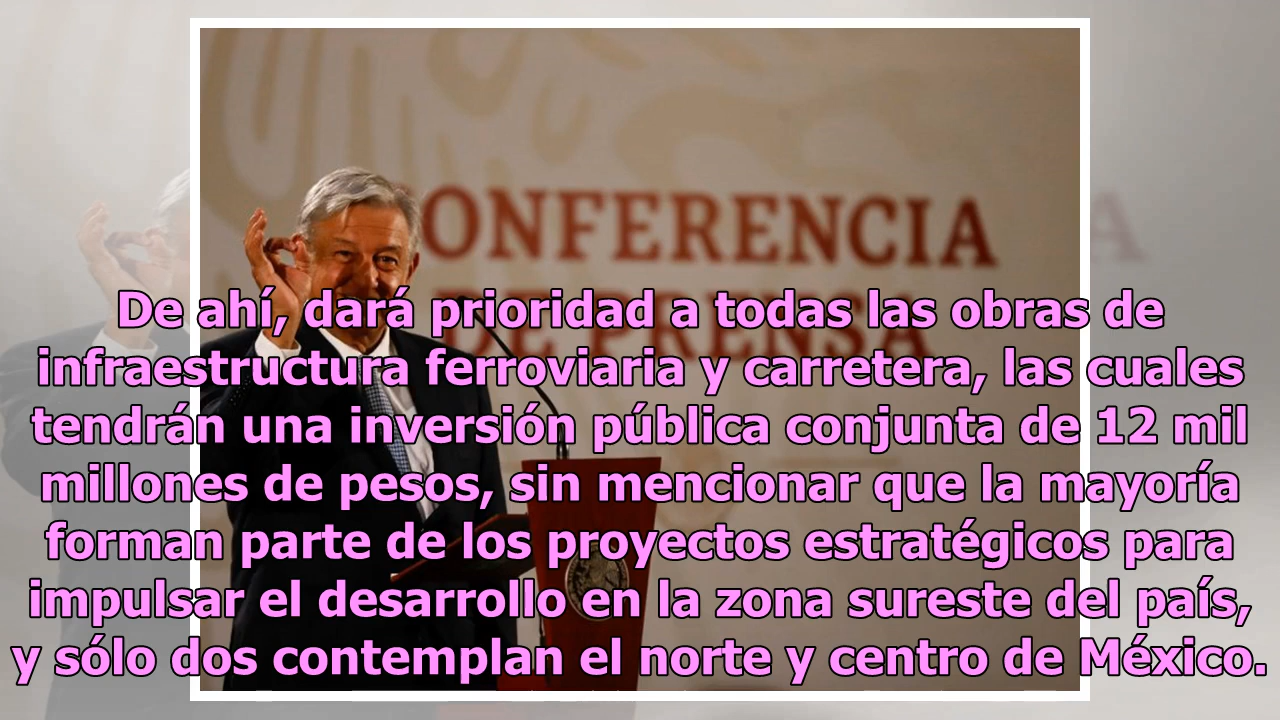 CONFERENCIA
DE PRENSA
A
De ahí, dará prioridad a todas las obras de
infraestructura ferroviaria y carretera, las cuales
tendrán una inversión pública conjunta de 12 mil
millones de pesos, sin mencionar que la mayoría
forman parte de los proyectos estratégicos para
impulsar el desarrollo en la zona sureste del país,
y sólo dos contemplan el norte y centro de México.